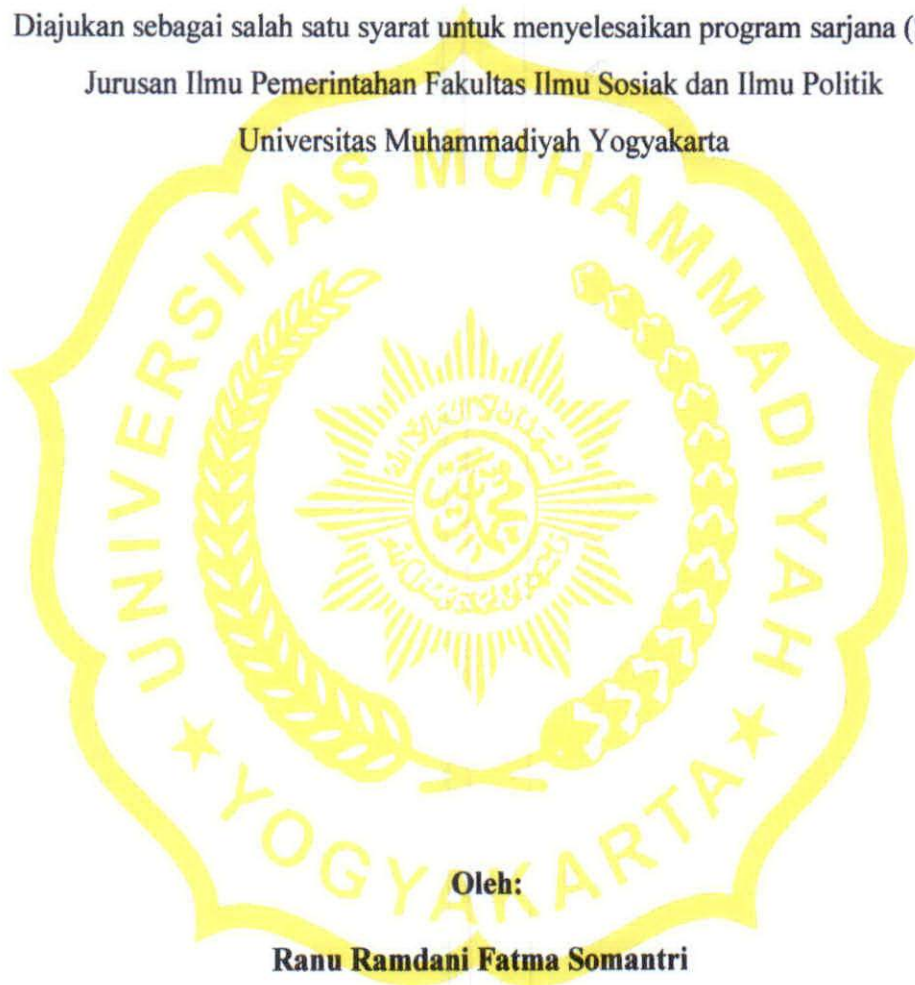 Diajukan sebagai salah satu syarat untuk menyelesaikan program sarjana (
Jurusan Ilmu Pemerintahan Fakultas Ilmu Sosiak dan Ilmu Politik
Universitas Muhammadiyah Yogyakarta
UNIVERSITAS MUHAMMADIYAH
YOGYAKARTA
Oleh:
Ranu Ramdani Fatma Somantri